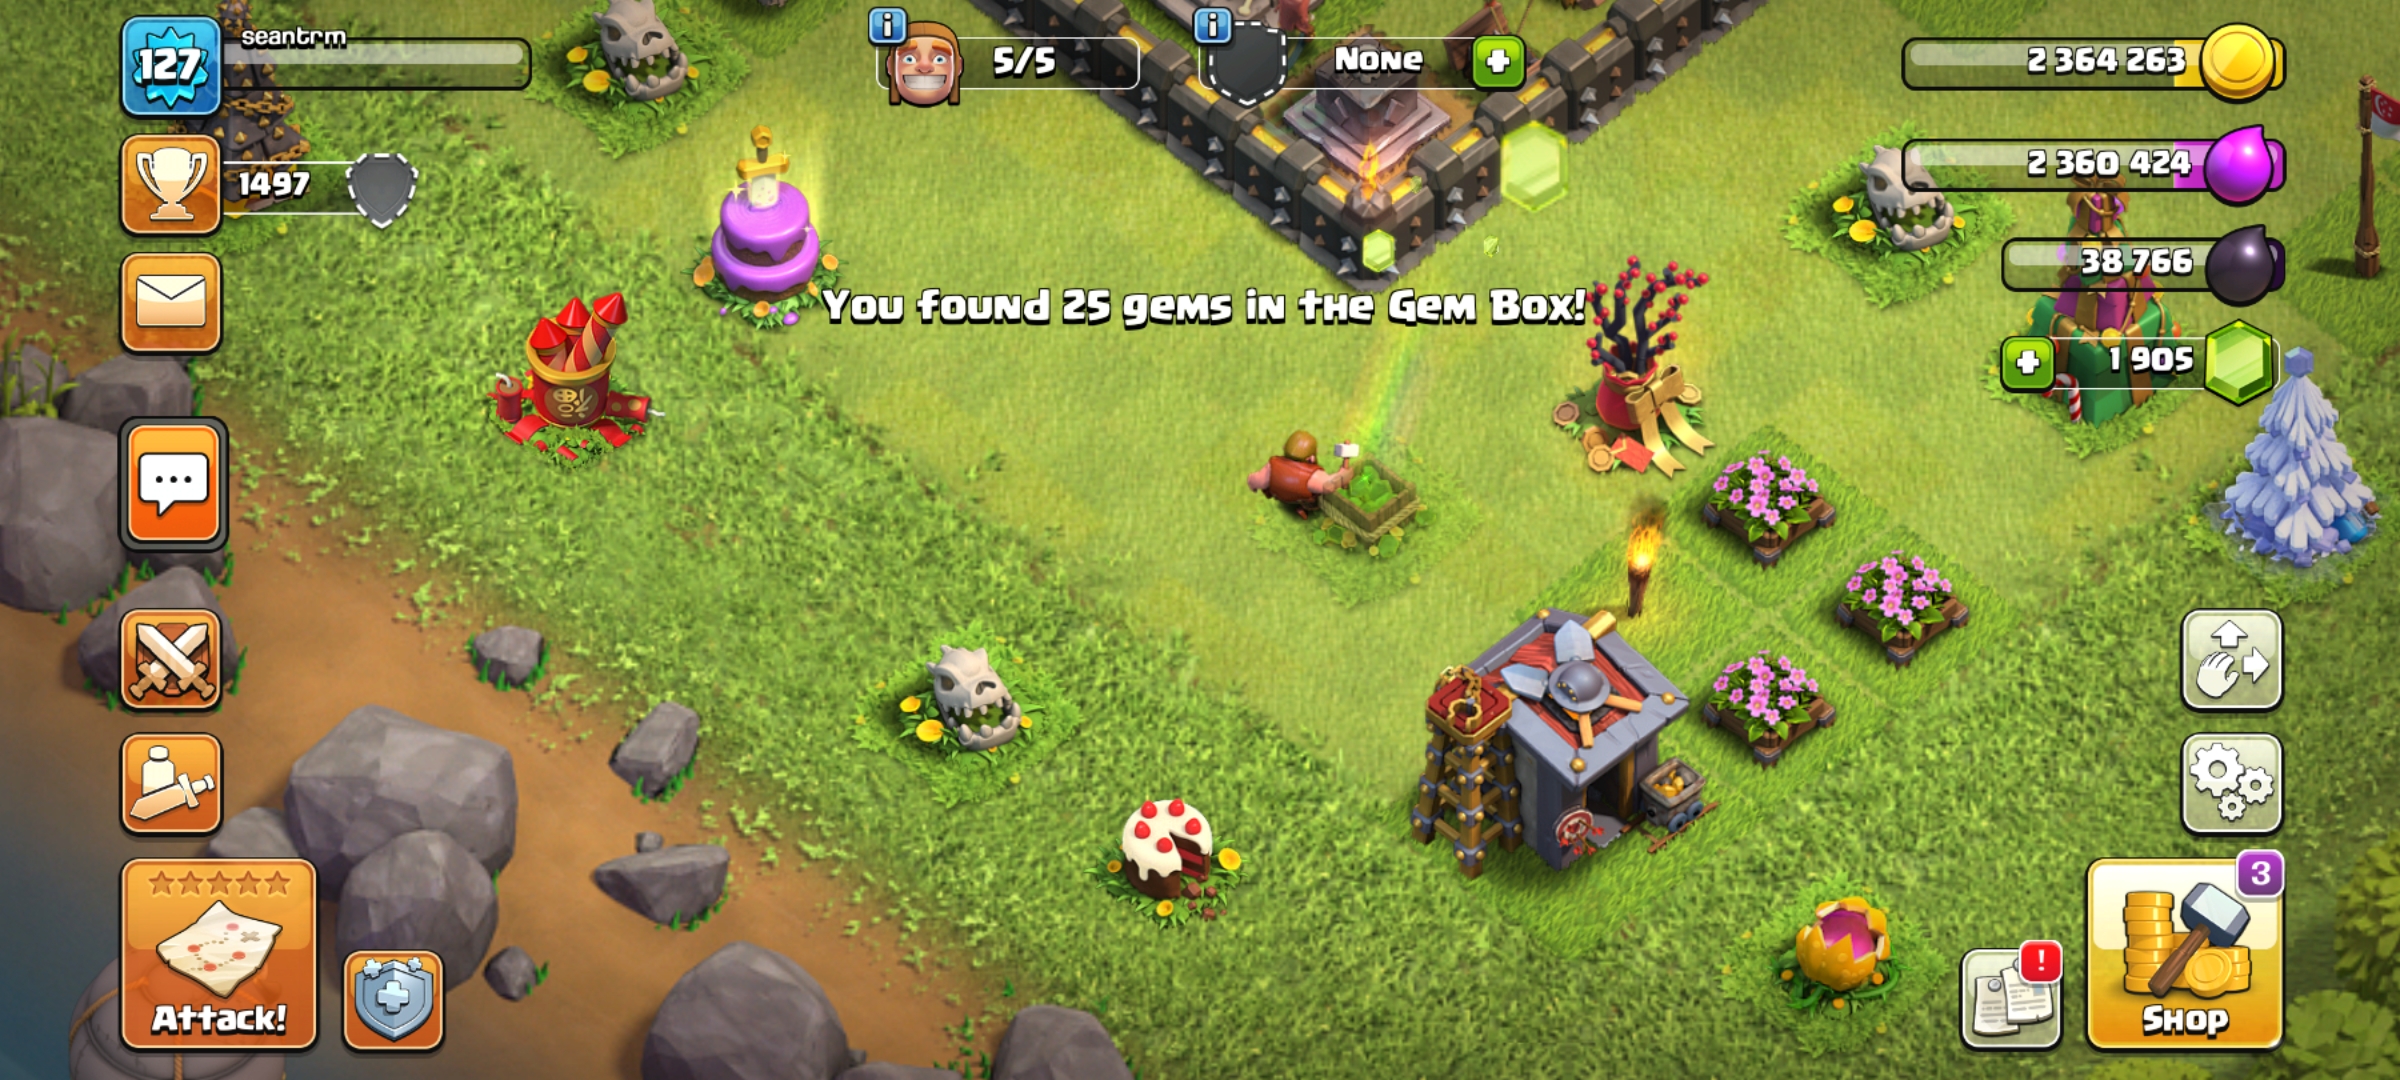 127
seantrm
5/5
None
2 364 263
1497
2 360 424
38 766
You found 25 gems in the Gem Box!
1 905
Attack!
3
!
Shop